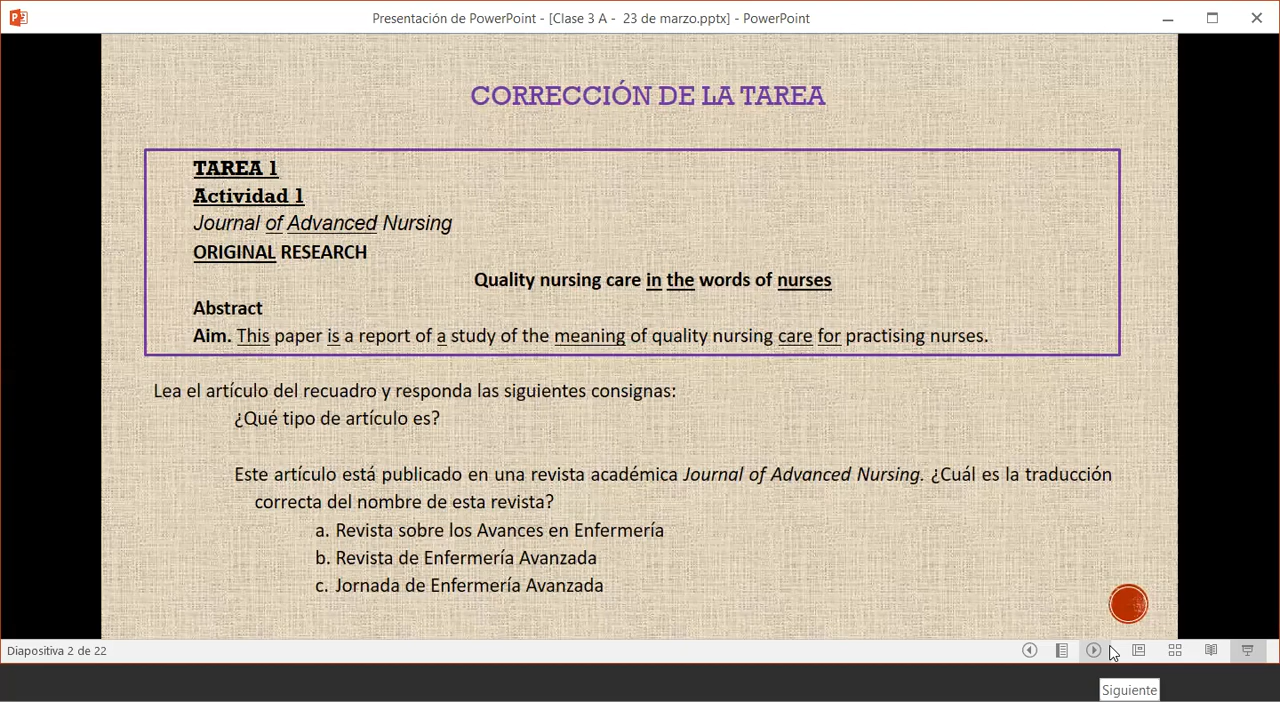 Presentación de PowerPoint - [Clase 3 A - 23 de marzo.pptx] - PowerPoint
CORRECCIÓN DE LA TAREA
TAREA 1
Actividad 1
Journal of Advanced Nursing
ORIGINAL RESEARCH
Quality nursing care in the words of nurses
Abstract
Aim. This paper is a report of a study of the meaning of quality nursing care for practising nurses.
Lea el artículo del recuadro y responda las siguientes consignas:
¿Qué tipo de artículo es?
Este artículo está publicado en una revista académica Journal of Advanced Nursing. ¿Cuál es la traducción
correcta del nombre de esta revista?
a. Revista sobre los Avances en Enfermería
b. Revista de Enfermería Avanzada
c. Jornada de Enfermería Avanzada
Diapositiva 2 de 22
Siguiente